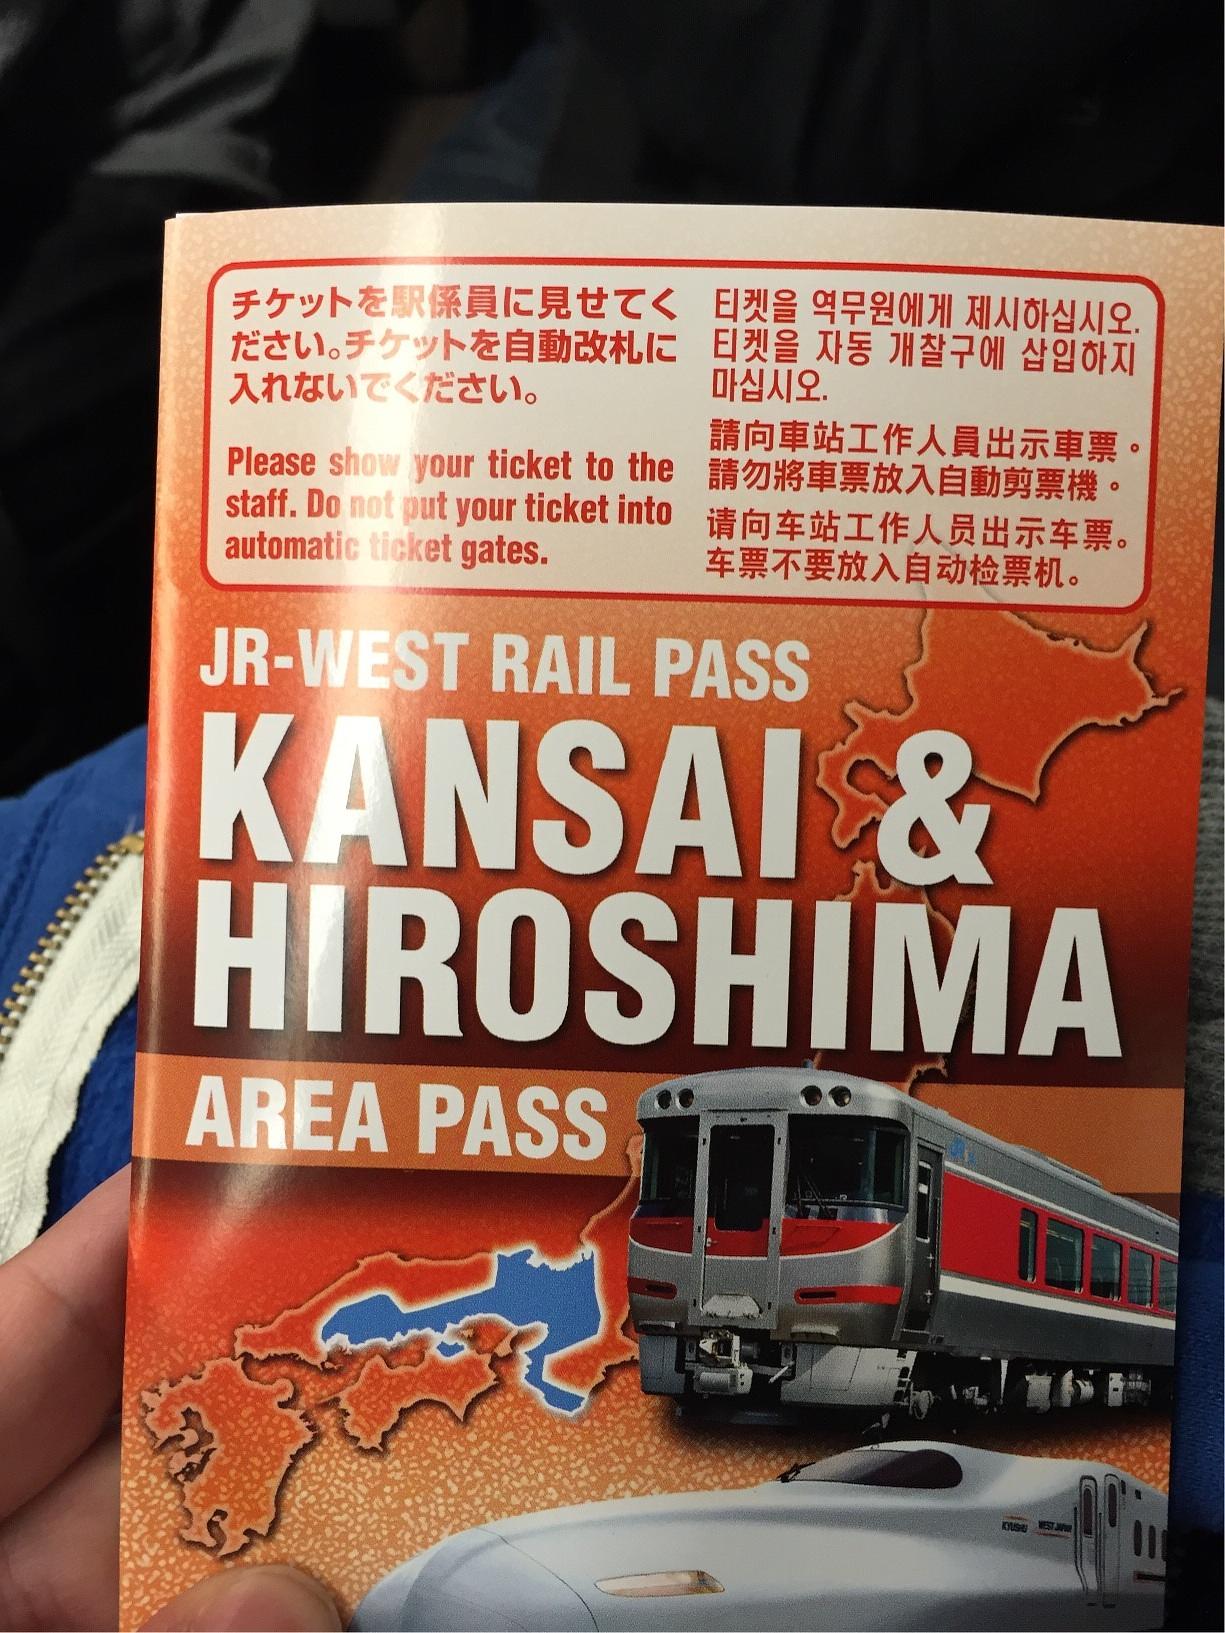 チケットを駅係員に見せてく
ださい。チケットを自動改札に
入れないでください。
Please show your ticket to the
staff. Do not put your ticket into
automatic ticket gates.
티켓을 역무원에게 제시하십시오.
티켓을 자동 개찰구에 삽입하지
마십시오.
請向車站工作人員出示車票。
請勿將車票放入自動剪票機。
请向车站工作人员出示车票。
车票不要放入自动检票机。
JR-WEST RAIL PASS
KANSAI &
HIROSHIMA
AREA PASS
JR
KYUSHU WEST JAPAN